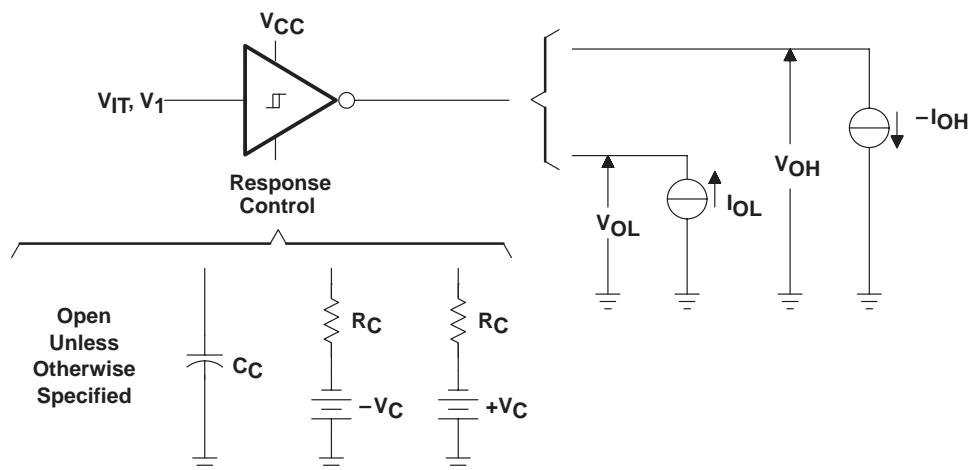 VCC
VIT, V1
Response
Control
–IOH
VOH
IOL
VOL
Open
Unless
Otherwise
Specified
CC
RC
–VC
RC
+VC